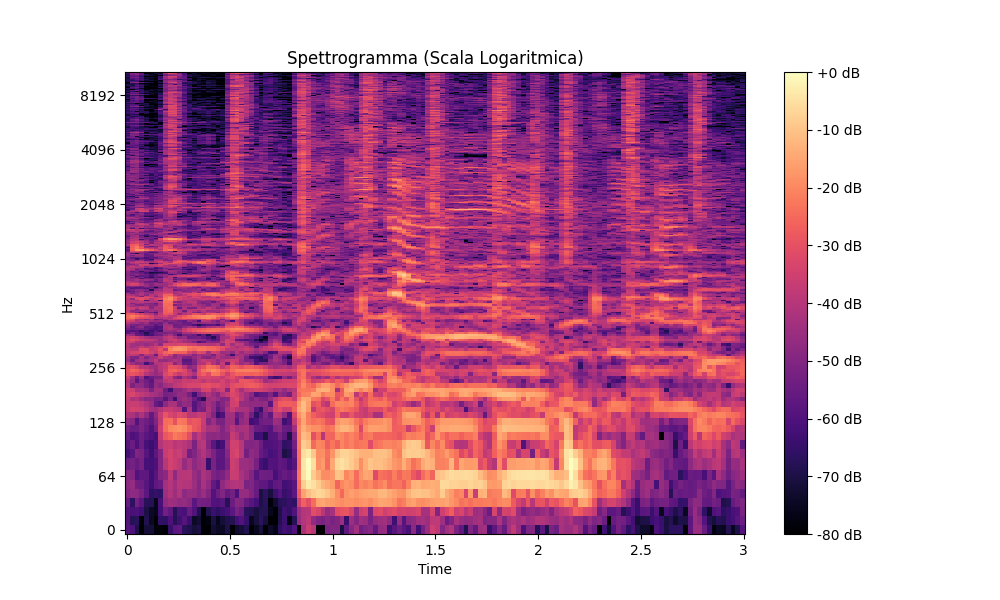 Spettrogramma (Scala Logaritmica)
8192
4096
2048
1024
512
256
128
64
0
Hz
0
0.5
1
1.5
2
2.5
3
Time
+0 dB
-10 dB
-20 dB
-30 dB
-40 dB
-50 dB
-60 dB
-70 dB
-80 dB